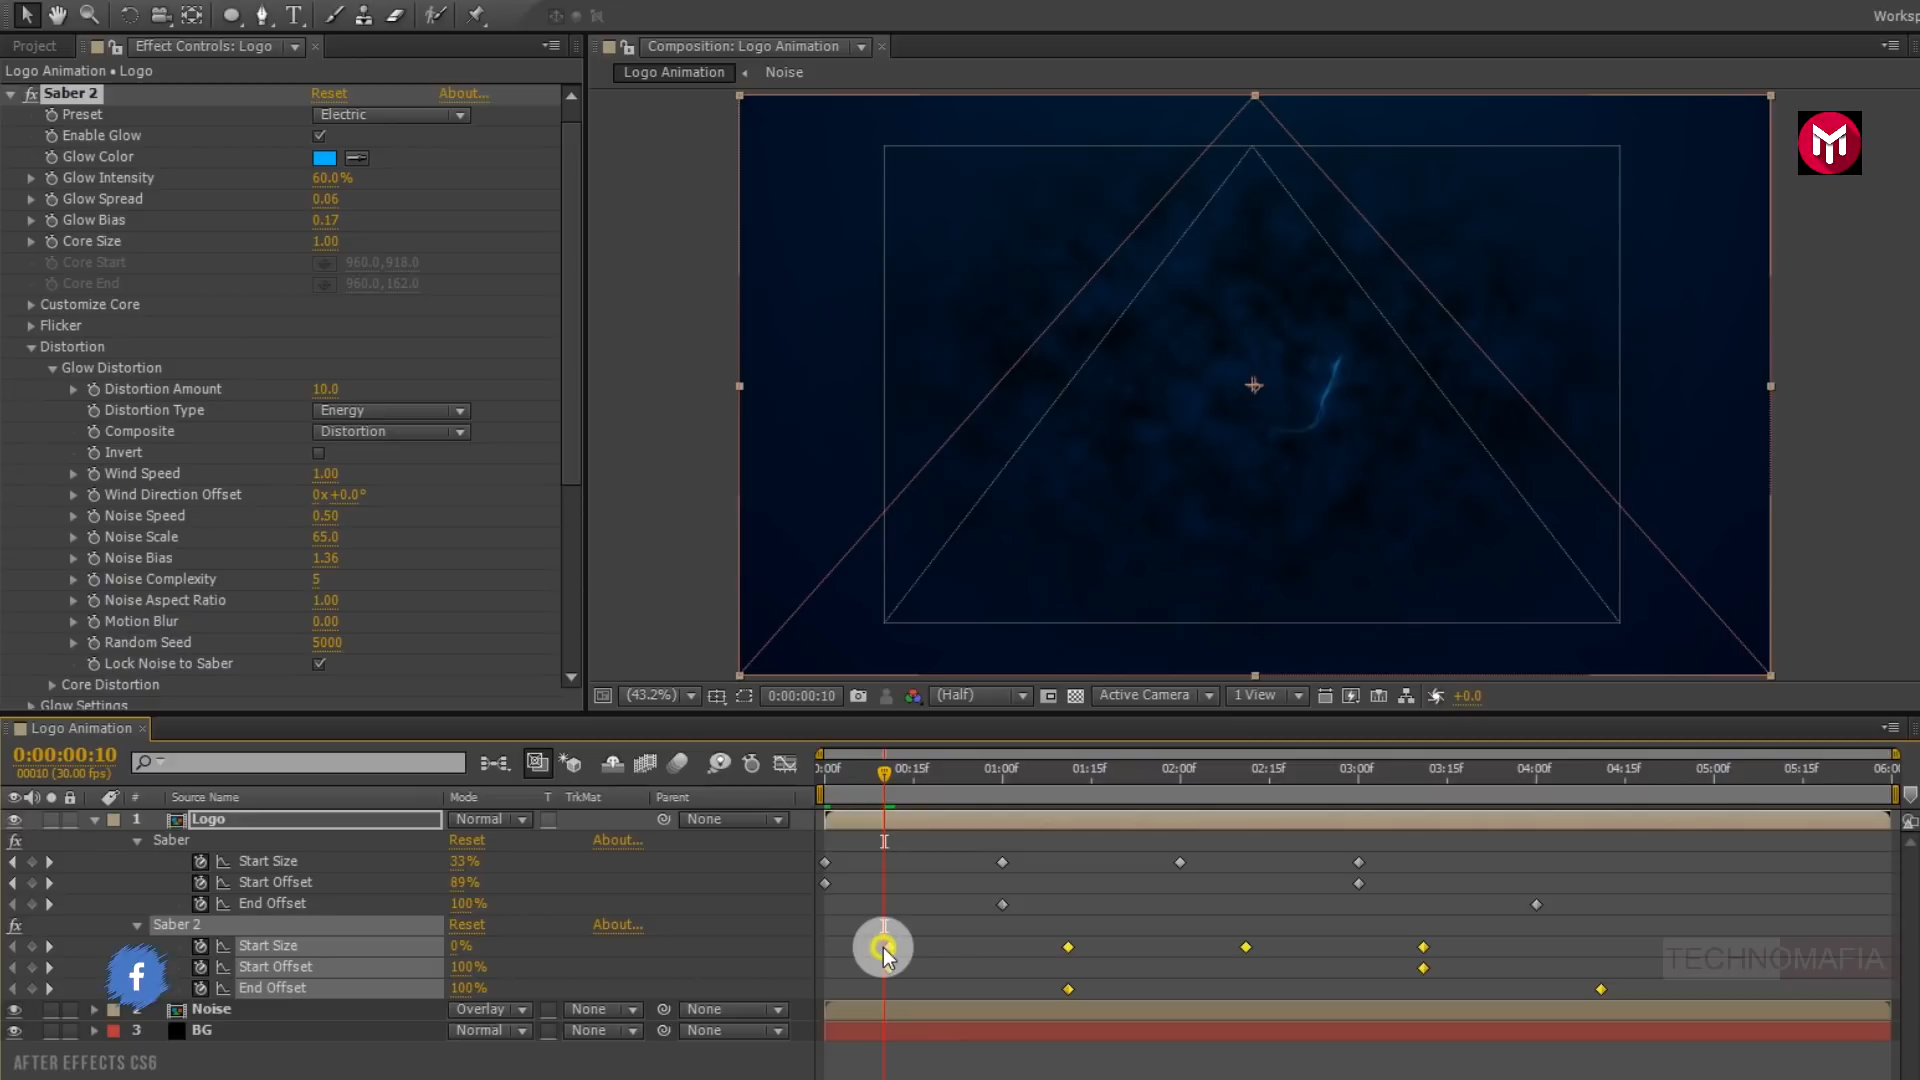 Works
Project
Effect Controls: Logo
Composition: Logo Animation
Logo Animation • Logo
Logo Animation
Noise
fx Saber 2 Reset About...
Preset Electric
Enable Glow
Glow Color
Glow Intensity 60.0%
Glow Spread 0.06
Glow Bias 0.17
Core Size 1.00
Core Start 960.0,918.0
Core End 960.0,162.0
Customize Core
Flicker
Distortion
Glow Distortion
Distortion Amount 10.0
Distortion Type Energy
Composite Distortion
Invert
Wind Speed 1.00
Wind Direction Offset 0x+0.0°
Noise Speed 0.50
Noise Scale 65.0
Noise Bias 1.36
Noise Complexity 5
Noise Aspect Ratio 1.00
Motion Blur 0.00
Random Seed 5000
Lock Noise to Saber
Core Distortion
Glow Settings
(43.2%) 0:00:00:10 (Half) Active Camera 1 View +0.0
Logo Animation
0:00:00:10
00010 (30.00 fps)
):00f 00:15f 01:00f 01:15f 02:00f 02:15f 03:00f 03:15f 04:00f 04:15f 05:00f 05:15f 06:0
# Source Name Mode T TrkMat Parent
1 Logo Normal None
fx Saber Reset About...
Start Size 33%
Start Offset 89%
End Offset 100%
fx Saber 2 Reset About...
Start Size 0%
Start Offset 100%
End Offset 100%
2 Noise Overlay None None
3 BG Normal None None
TECHNOMAFIA
AFTER EFFECTS CS6